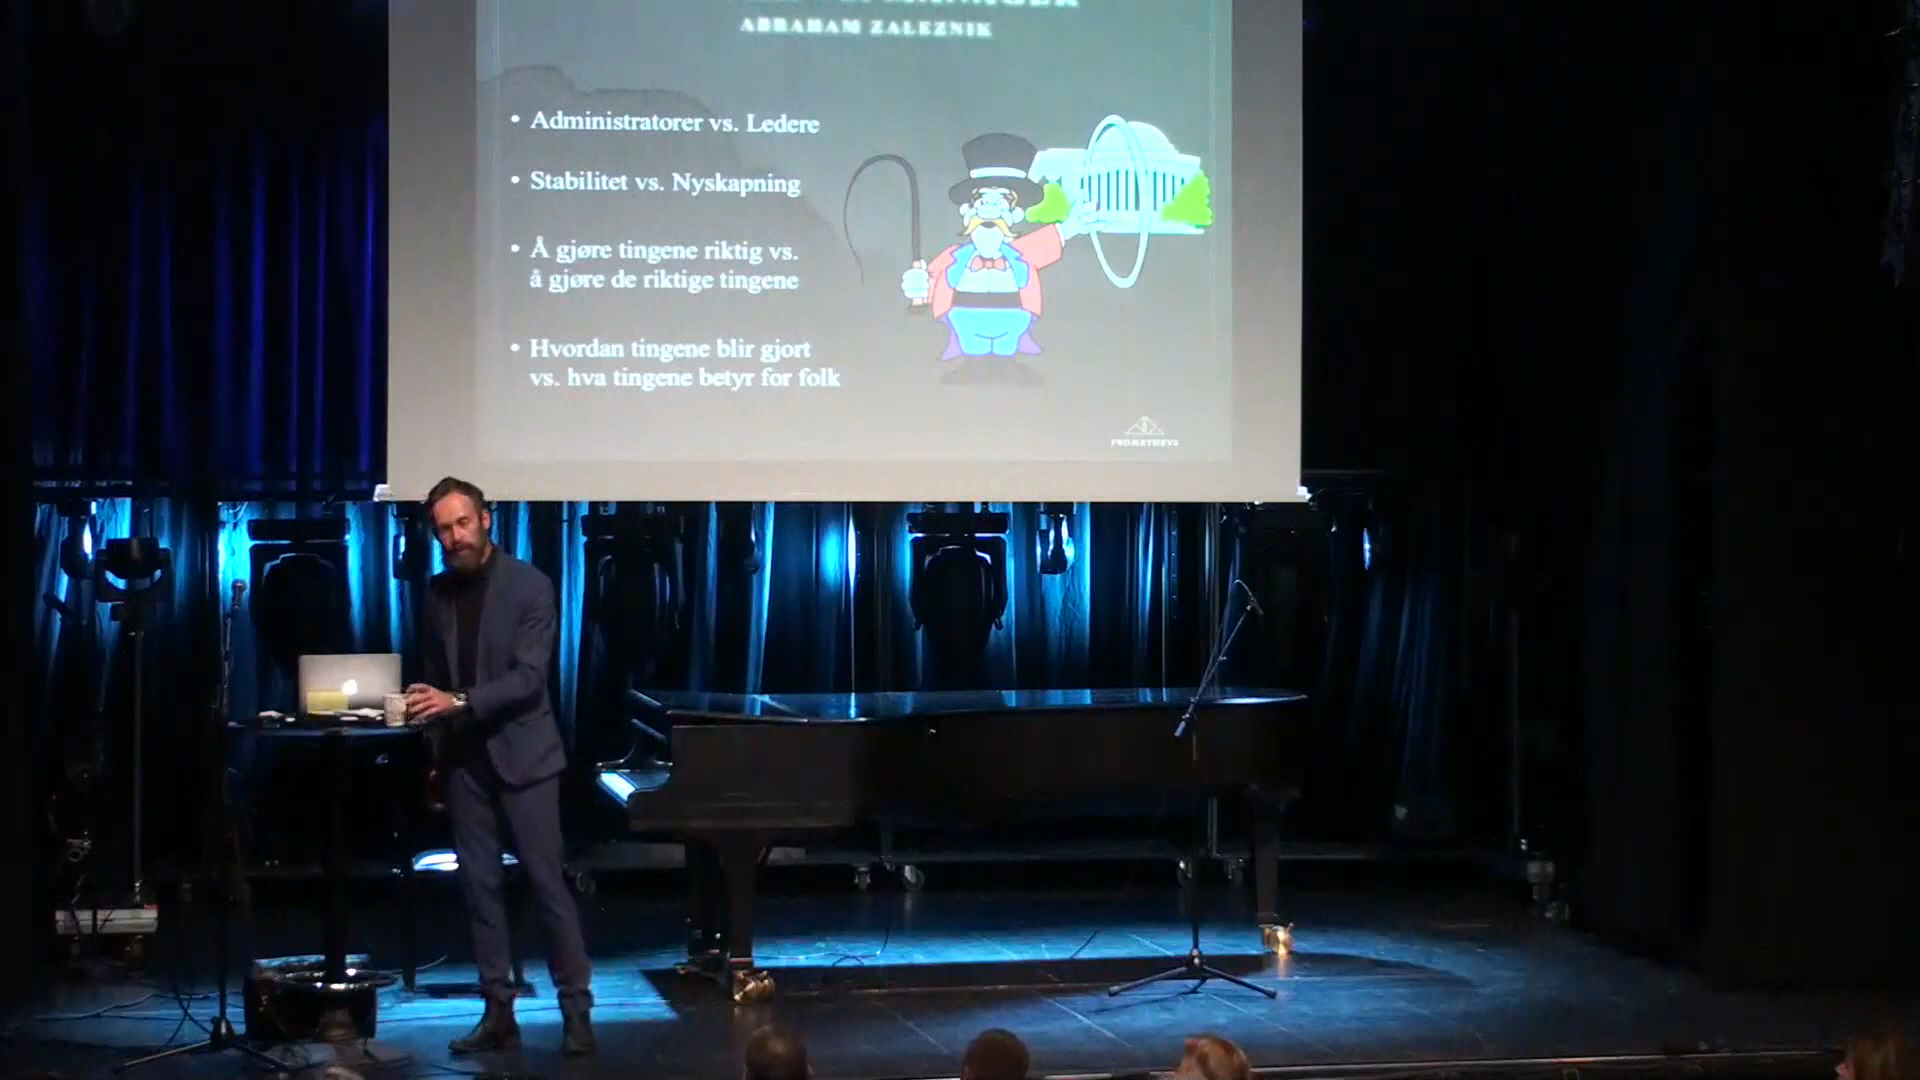 ABRAHAM ZALEZNIK
• Administratorer vs. Ledere
• Stabilitet vs. Nyskapning
• Å gjøre tingene riktig vs.
å gjøre de riktige tingene
• Hvordan tingene blir gjort
vs. hva tingene betyr for folk
PROMETHEVS